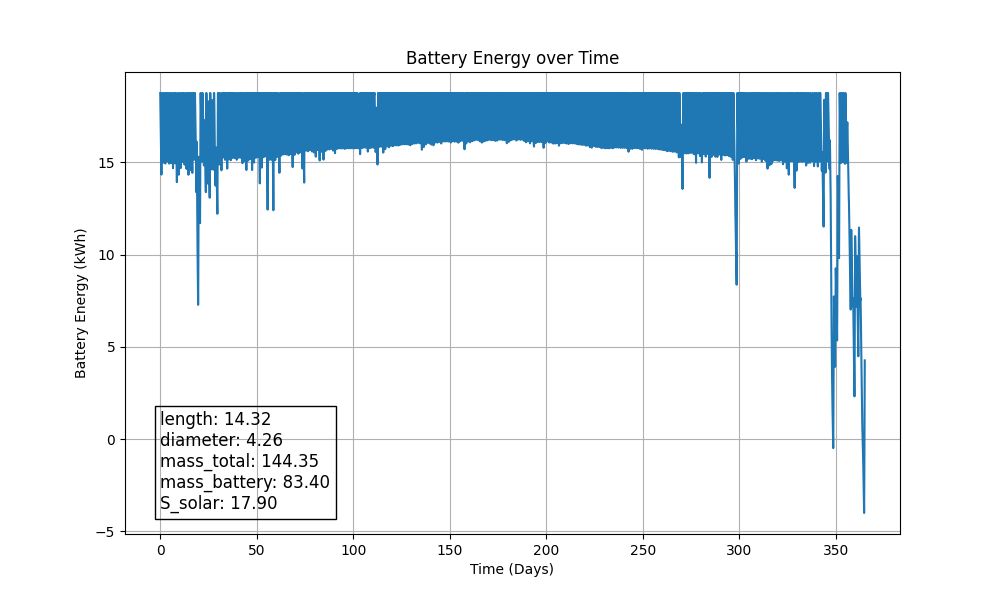 Battery Energy over Time
Battery Energy (kWh)
15
10
5
0
−5
length: 14.32
diameter: 4.26
mass_total: 144.35
mass_battery: 83.40
S_solar: 17.90
0 50 100 150 200 250 300 350
Time (Days)